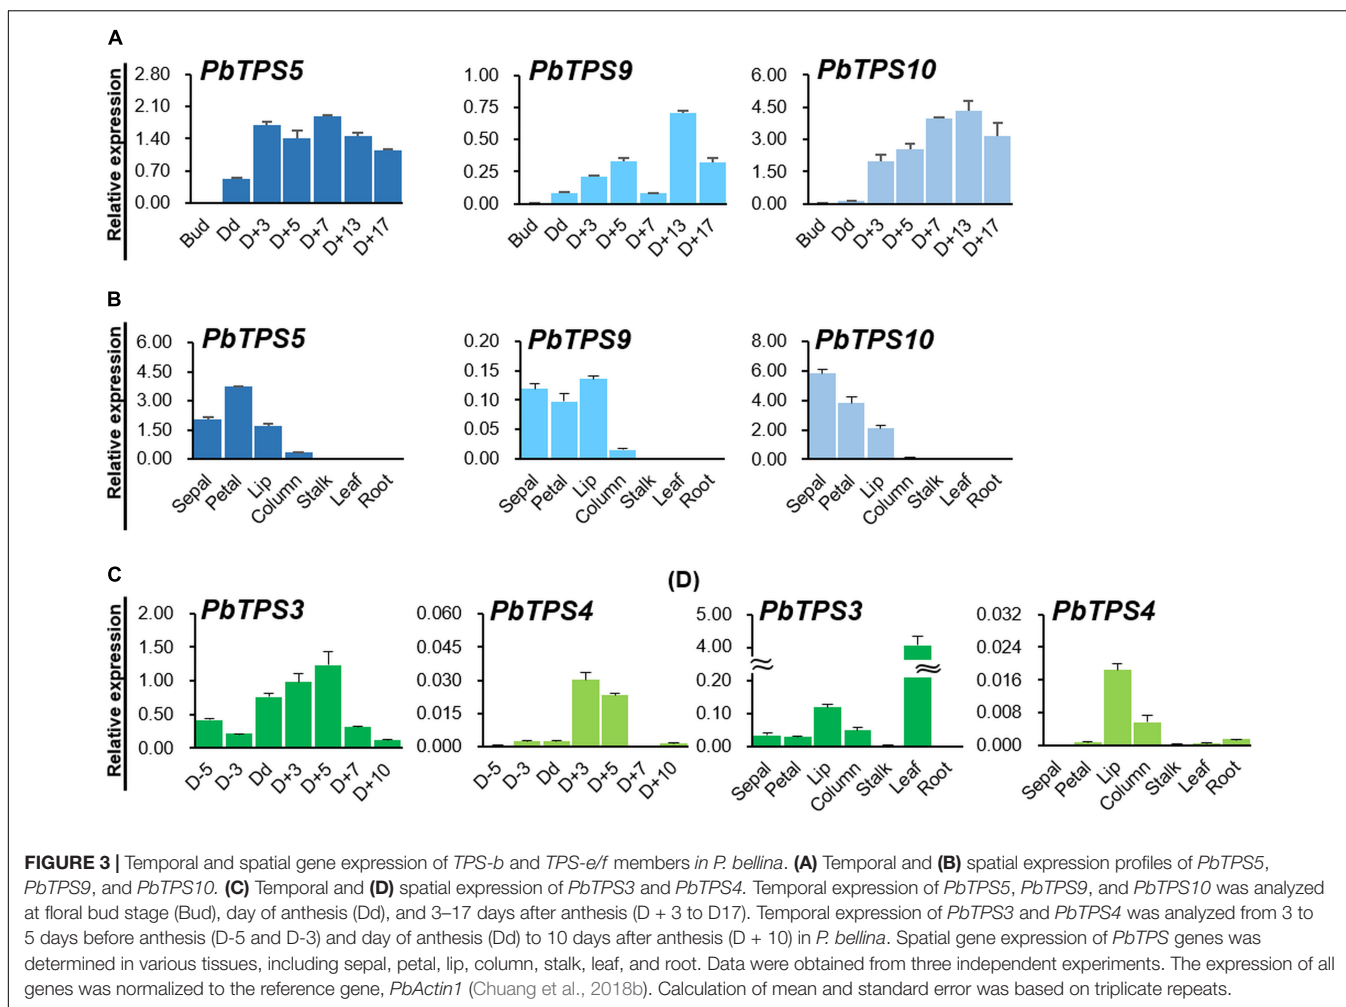 A
PbTPS5
PbTPS9
PbTPS10
Relative expression
2.80
2.10
1.40
0.70
0.00
Bud Dd D+3 D+5 D+7 D+13 D+17
1.00
0.75
0.50
0.25
0.00
Bud Dd D+3 D+5 D+7 D+13 D+17
6.00
4.50
3.00
1.50
0.00
Bud Dd D+3 D+5 D+7 D+13 D+17
B
PbTPS5
PbTPS9
PbTPS10
Relative expression
6.00
4.50
3.00
1.50
0.00
Sepal Petal Lip Column Stalk Leaf Root
0.20
0.15
0.10
0.05
0.00
Sepal Petal Lip Column Stalk Leaf Root
8.00
6.00
4.00
2.00
0.00
Sepal Petal Lip Column Stalk Leaf Root
C
(D)
PbTPS3
PbTPS4
PbTPS3
PbTPS4
Relative expression
2.00
1.50
1.00
0.50
0.00
D-5 D-3 Dd D+3 D+5 D+7 D+10
0.060
0.045
0.030
0.015
0.000
D-5 D-3 Dd D+3 D+5 D+7 D+10
5.00
4.00
0.20
0.10
0.00
Sepal Petal Lip Column Stalk Leaf Root
0.032
0.024
0.016
0.008
0.000
Sepal Petal Lip Column Stalk Leaf Root
FIGURE 3 | Temporal and spatial gene expression of TPS-b and TPS-e/f members in P. bellina. (A) Temporal and (B) spatial expression profiles of PbTPS5,
PbTPS9, and PbTPS10. (C) Temporal and (D) spatial expression of PbTPS3 and PbTPS4. Temporal expression of PbTPS5, PbTPS9, and PbTPS10 was analyzed
at floral bud stage (Bud), day of anthesis (Dd), and 3–17 days after anthesis (D + 3 to D17). Temporal expression of PbTPS3 and PbTPS4 was analyzed from 3 to
5 days before anthesis (D-5 and D-3) and day of anthesis (Dd) to 10 days after anthesis (D + 10) in P. bellina. Spatial gene expression of PbTPS genes was
determined in various tissues, including sepal, petal, lip, column, stalk, leaf, and root. Data were obtained from three independent experiments. The expression of all
genes was normalized to the reference gene, PbActin1 (Chuang et al., 2018b). Calculation of mean and standard error was based on triplicate repeats.